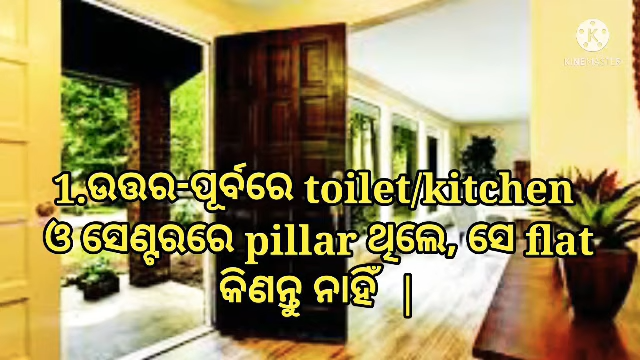 1.ଉତ୍ତର-ପୂର୍ବରେ toilet/kitchen
ଓ ସେଣ୍ଟରରେ pillar ଥିଲେ, ସେ flat
କିଣନ୍ତୁ ନାହିଁ |